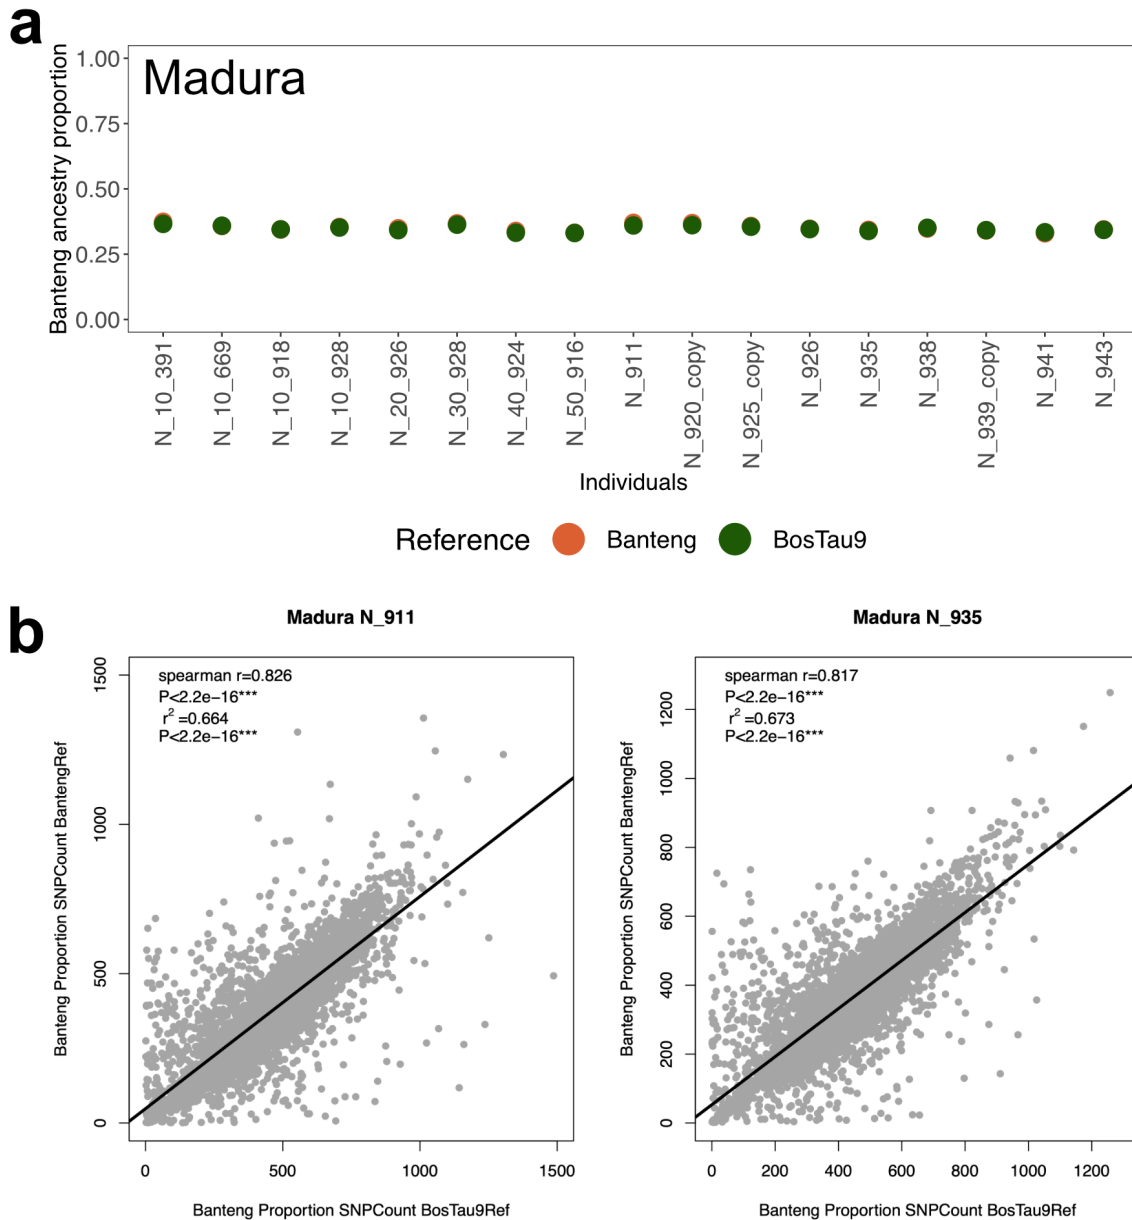 a
Madura
Banteng ancestry proportion
1.00
0.75
0.50
0.25
0.00
N_10_391
N_10_669
N_10_918
N_10_928
N_20_926
N_30_928
N_40_924
N_50_916
N_911
N_920_copy
N_925_copy
N_926
N_935
N_938
N_939_copy
N_941
N_943
Individuals
Reference Banteng BosTau9
b
Madura N_911
spearman r=0.826
P<2.2e−16***
r2 =0.664
P<2.2e−16***
Banteng Proportion SNPCount BantengRef
1500
1000
500
0
0 500 1000 1500
Banteng Proportion SNPCount BosTau9Ref
Madura N_935
spearman r=0.817
P<2.2e−16***
r2 =0.673
P<2.2e−16***
Banteng Proportion SNPCount BantengRef
1200
1000
800
600
400
200
0
0 200 400 600 800 1000 1200
Banteng Proportion SNPCount BosTau9Ref